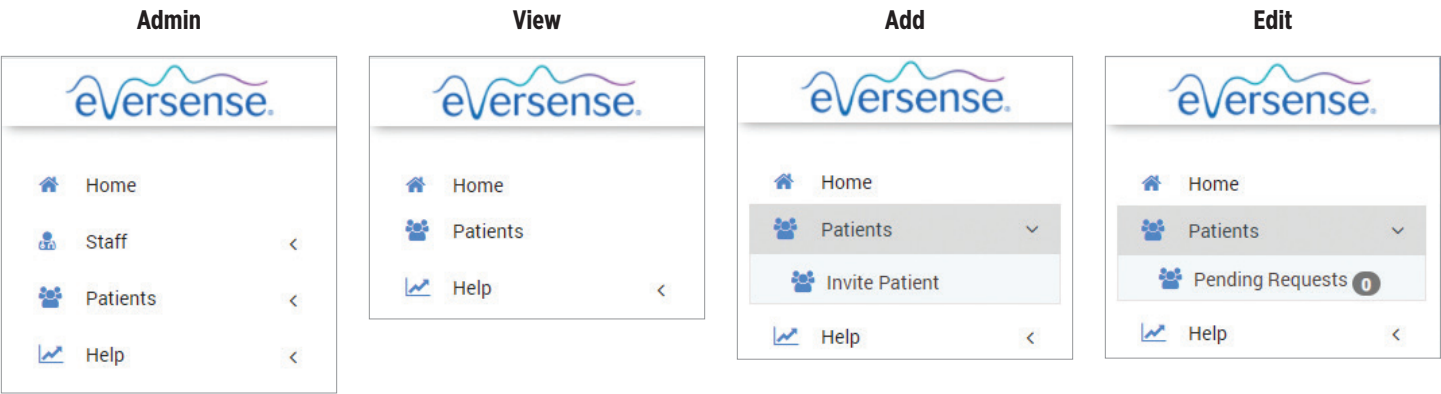 Admin
eversense.
Home
Staff
Patients
Help
View
eversense.
Home
Patients
Help
Add
eversense.
Home
Patients
Invite Patient
Help
Edit
eversense.
Home
Patients
Pending Requests 0
Help